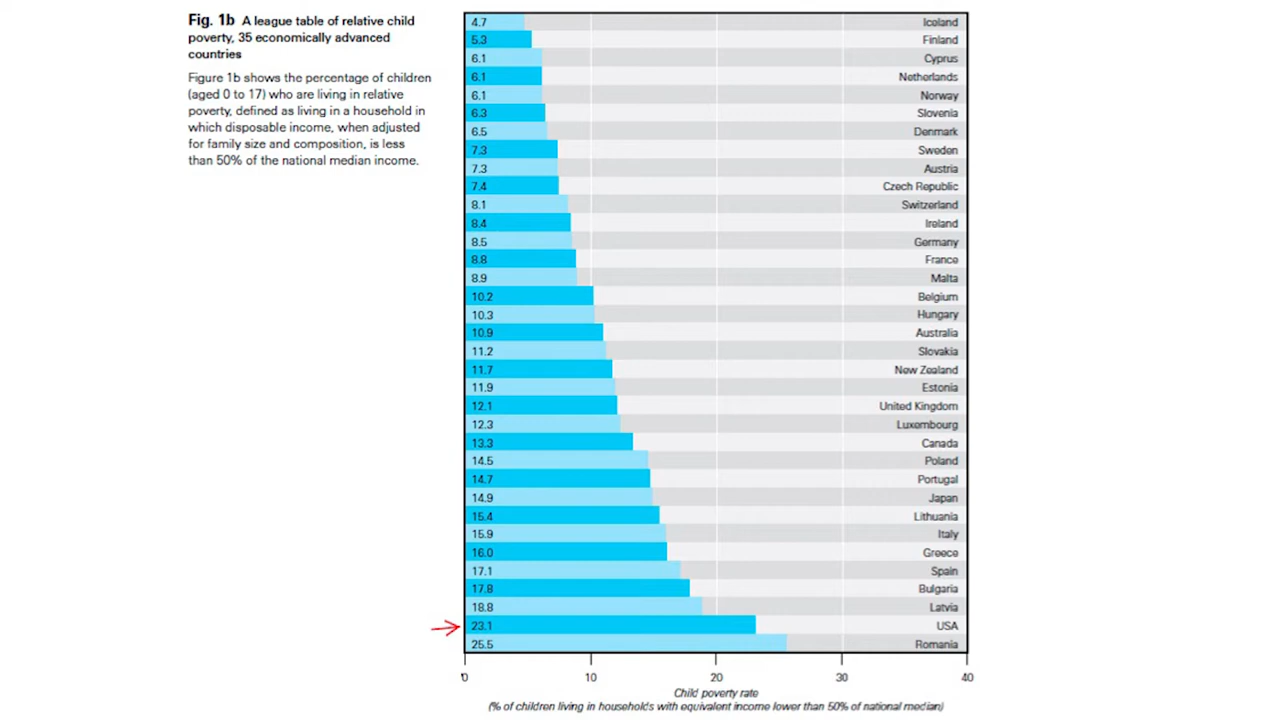 Fig. 1b A league table of relative child
poverty, 35 economically advanced
countries
Figure 1b shows the percentage of children
(aged 0 to 17) who are living in relative
poverty, defined as living in a household in
which disposable income, when adjusted
for family size and composition, is less
than 50% of the national median income.
4.7 Iceland
5.3 Finland
6.1 Cyprus
6.1 Netherlands
6.1 Norway
6.3 Slovenia
6.5 Denmark
7.3 Sweden
7.3 Austria
7.4 Czech Republic
8.1 Switzerland
8.4 Ireland
8.5 Germany
8.8 France
8.9 Malta
10.2 Belgium
10.3 Hungary
10.9 Australia
11.2 Slovakia
11.7 New Zealand
11.9 Estonia
12.1 United Kingdom
12.3 Luxembourg
13.3 Canada
14.5 Poland
14.7 Portugal
14.9 Japan
15.4 Lithuania
15.9 Italy
16.0 Greece
17.1 Spain
17.8 Bulgaria
18.8 Latvia
23.1 USA
25.5 Romania
0 10 20 30 40
Child poverty rate
(% of children living in households with equivalent income lower than 50% of national median)